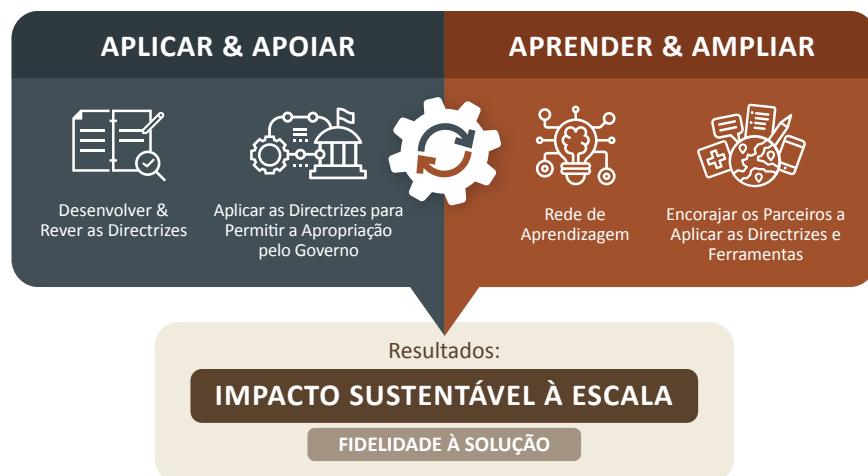 APLICAR & APOIAR
Desenvolver &
Rever as Directrizes
Aplicar as Directrizes para
Permitir a Apropriação
pelo Governo
APRENDER & AMPLIAR
Rede de
Aprendizagem
Encorajar os Parceiros a
Aplicar as Directrizes e
Ferramentas
Resultados:
IMPACTO SUSTENTÁVEL À ESCALA
FIDELIDADE À SOLUÇÃO